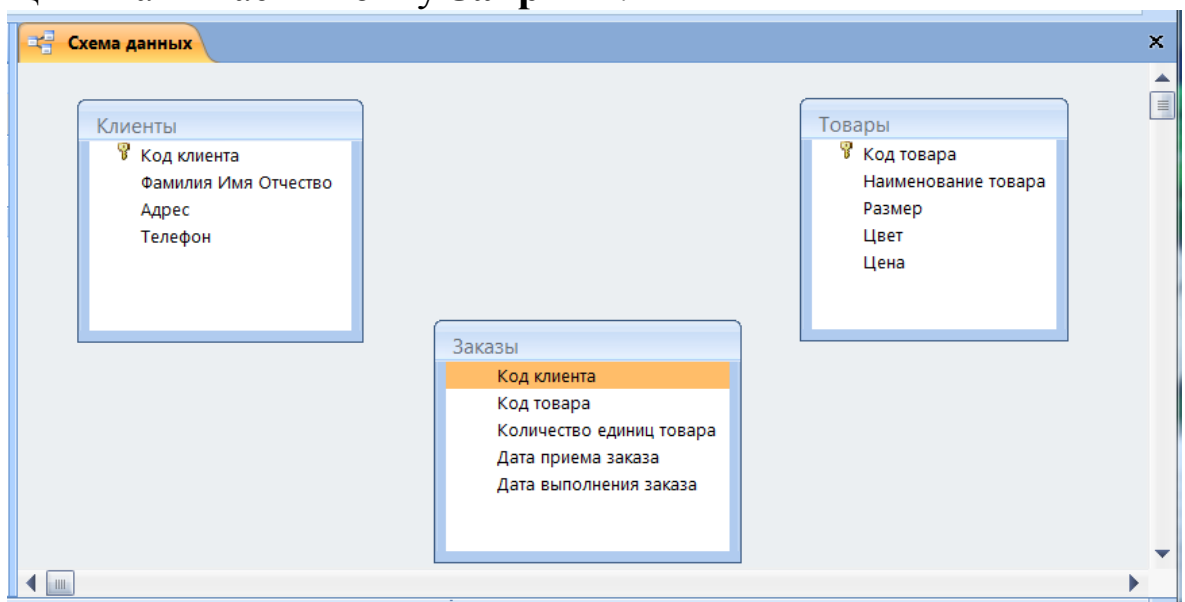 Схема данных
Клиенты
Код клиента
Фамилия Имя Отчество
Адрес
Телефон
Товары
Код товара
Наименование товара
Размер
Цвет
Цена
Заказы
Код клиента
Код товара
Количество единиц товара
Дата приема заказа
Дата выполнения заказа